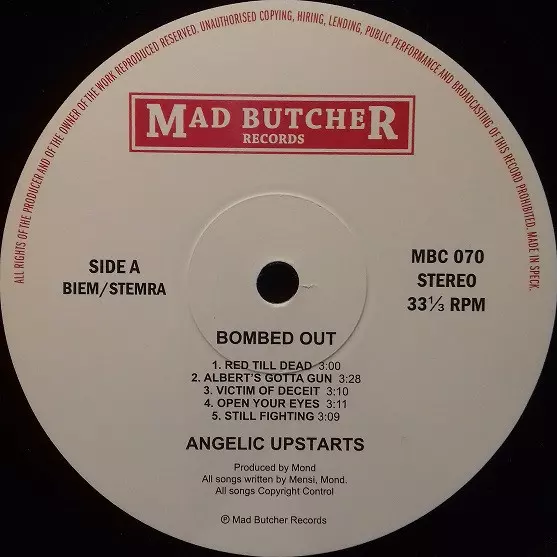 ALL RIGHTS OF THE PRODUCER AND OF THE OWNER OF THE WORK REPRODUCED RESERVED. UNAUTHORISED COPYING, HIRING, LENDING, PUBLIC PERFORMANCE AND BROADCASTING OF THIS RECORD PROHIBITED. MADE IN SPECK.
MAD BUTCHER
RECORDS
SIDE A
BIEM/STEMRA
MBC 070
STEREO
33⅓ RPM
BOMBED OUT
1. RED TILL DEAD 3:00
2. ALBERT'S GOTTA GUN 3:28
3. VICTIM OF DECEIT 3:10
4. OPEN YOUR EYES 3:11
5. STILL FIGHTING 3:09
ANGELIC UPSTARTS
Produced by Mond
All songs written by Mensi, Mond.
All songs Copyright Control
℗ Mad Butcher Records